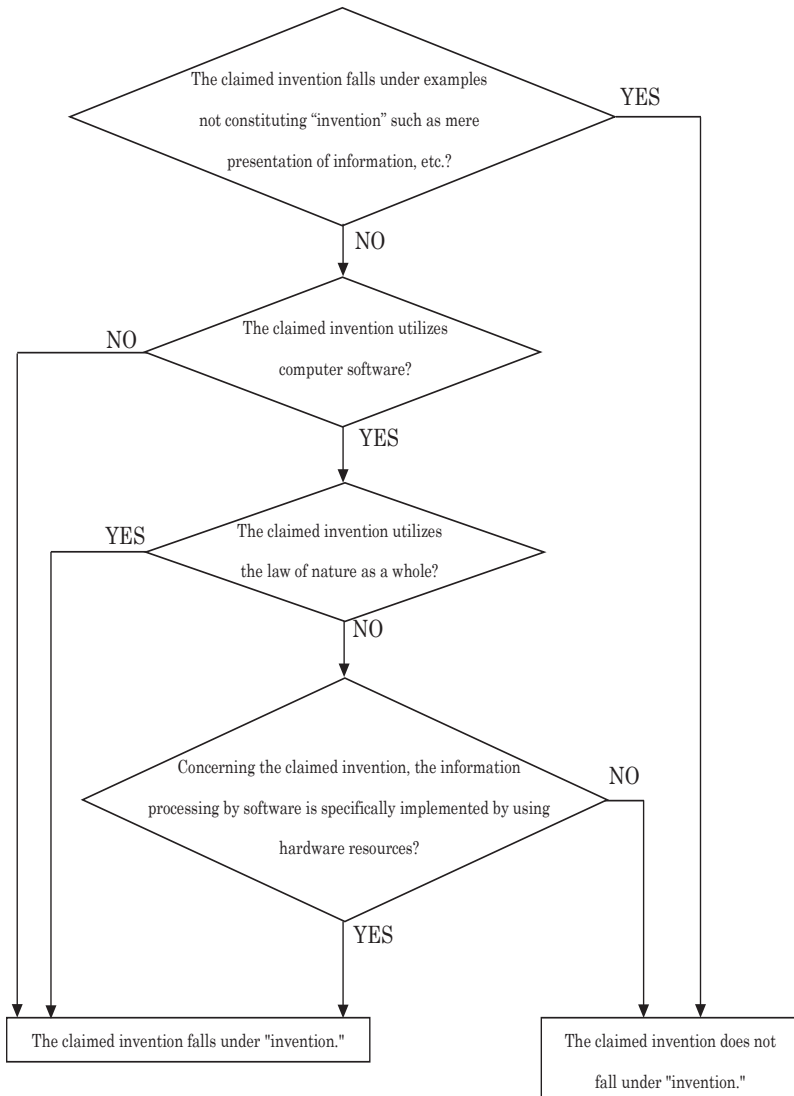 The claimed invention falls under examples
not constituting “invention” such as mere
presentation of information, etc.?
YES
NO
The claimed invention utilizes
computer software?
NO
YES
The claimed invention utilizes
the law of nature as a whole?
YES
NO
Concerning the claimed invention, the information
processing by software is specifically implemented by using
hardware resources?
NO
YES
The claimed invention falls under "invention."
The claimed invention does not
fall under "invention."